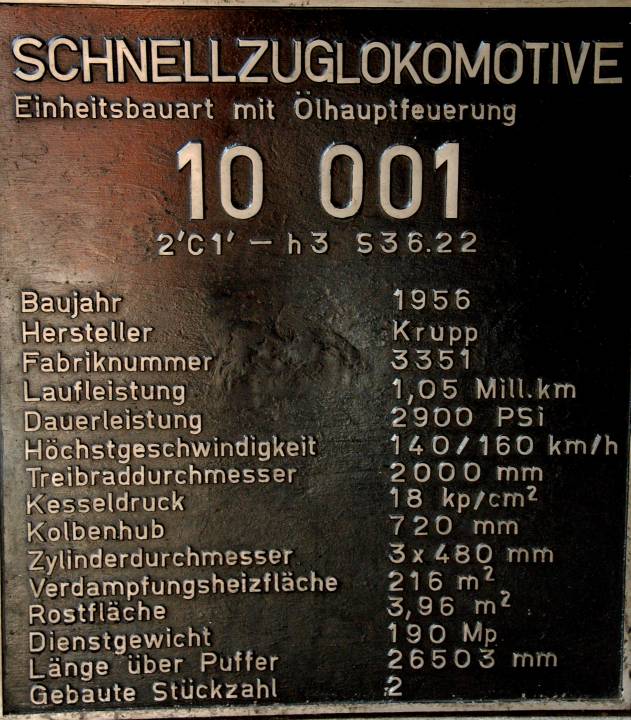 SCHNELLZUGLOKOMOTIVE
Einheitsbauart mit Ölhauptfeuerung
10 001
2'C1' – h3 S36.22
Baujahr 1956
Hersteller Krupp
Fabriknummer 3351
Laufleistung 1,05 Mill.km
Dauerleistung 2900 PSi
Höchstgeschwindigkeit 140/160 km/h
Treibraddurchmesser 2000 mm
Kesseldruck 18 kp/cm²
Kolbenhub 720 mm
Zylinderdurchmesser 3x480 mm
Verdampfungsheizfläche 216 m²
Rostfläche 3,96 m²
Dienstgewicht 190 Mp
Länge über Puffer 26503 mm
Gebaute Stückzahl 2